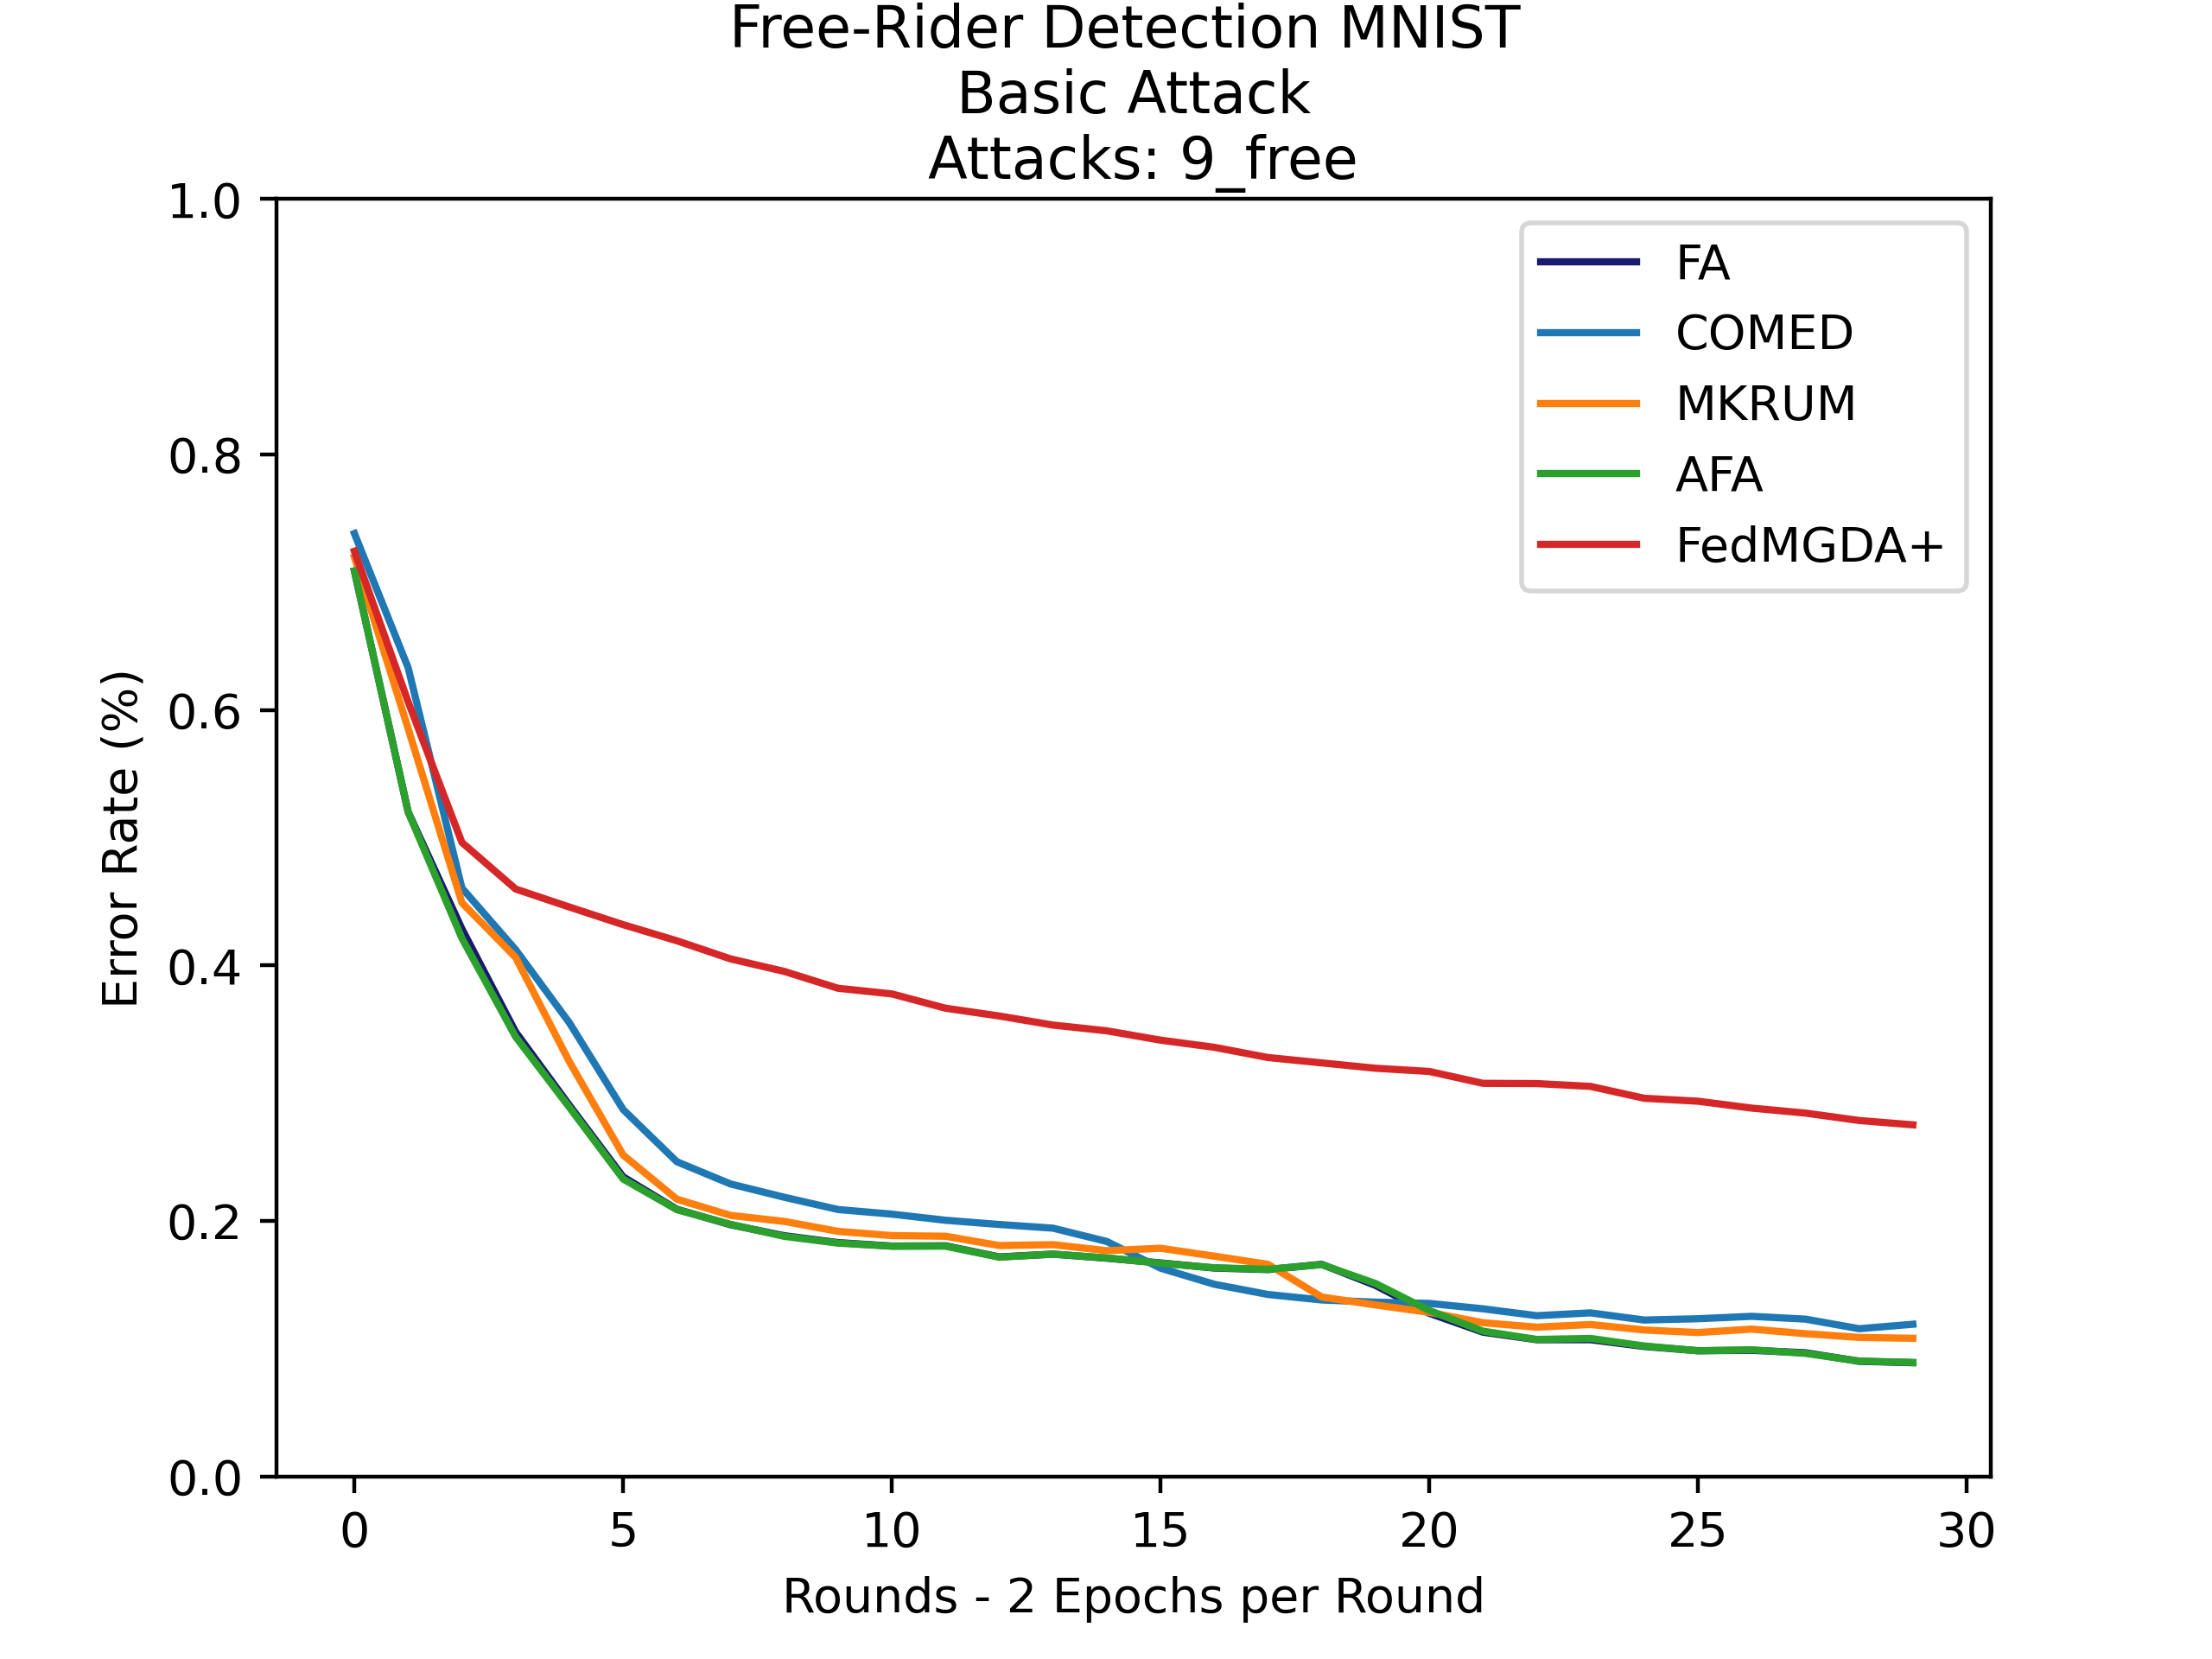 Free-Rider Detection MNIST
Basic Attack
Attacks: 9_free
1.0
0.8
0.6
0.4
0.2
0.0
Error Rate (%)
FA
COMED
MKRUM
AFA
FedMGDA+
0 5 10 15 20 25 30
Rounds - 2 Epochs per Round